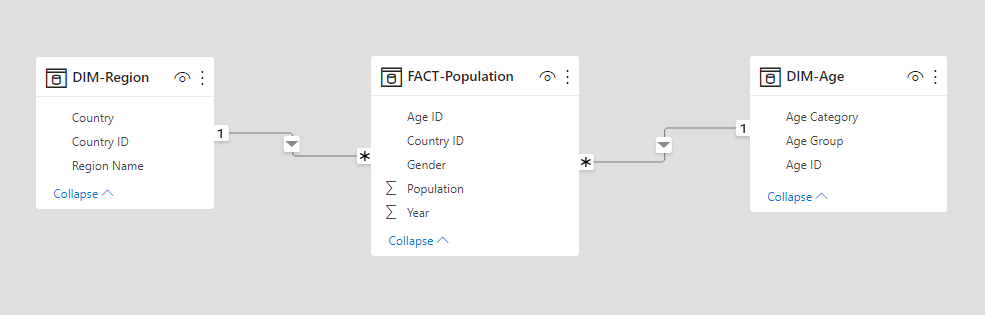 DIM-Region
Country
Country ID
Region Name
Collapse
1
*
FACT-Population
Age ID
Country ID
Gender
∑ Population
∑ Year
Collapse
*
1
DIM-Age
Age Category
Age Group
Age ID
Collapse